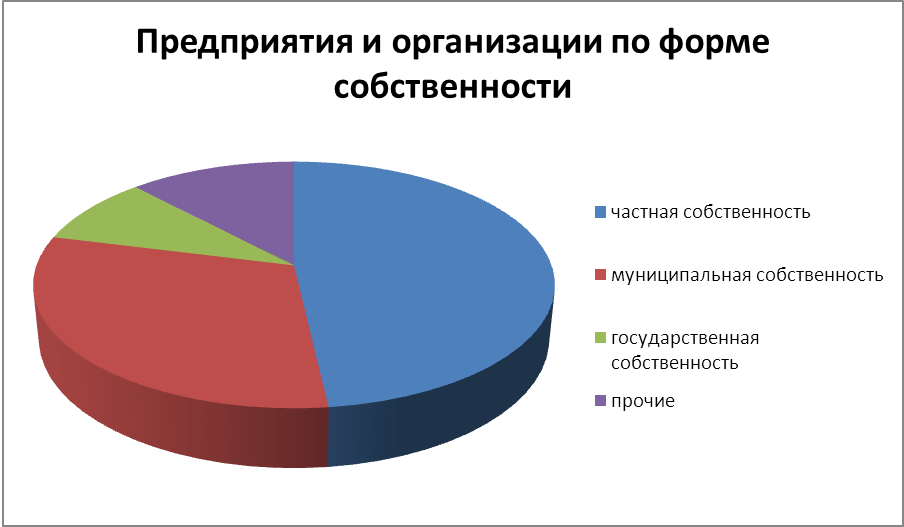 Предприятия и организации по форме
собственности
частная собственность
муниципальная собственность
государственная
собственность
прочие